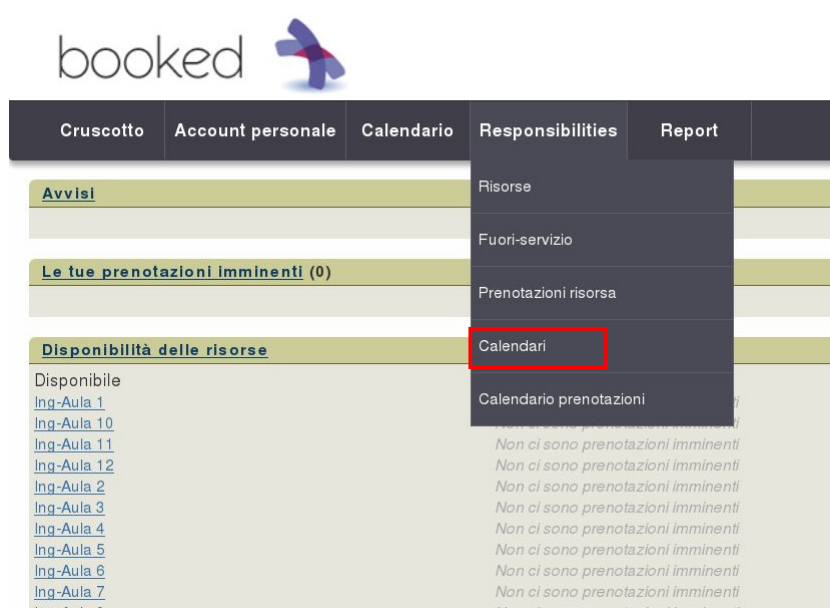 booked
Cruscotto Account personale Calendario Responsibilities Report
Risorse
Fuori-servizio
Prenotazioni risorsa
Calendari
Calendario prenotazioni
Avvisi
Le tue prenotazioni imminenti (0)
Disponibilità delle risorse
Disponibile
Ing-Aula 1
Ing-Aula 10 Non ci sono prenotazioni imminenti
Ing-Aula 11 Non ci sono prenotazioni imminenti
Ing-Aula 12 Non ci sono prenotazioni imminenti
Ing-Aula 2 Non ci sono prenotazioni imminenti
Ing-Aula 3 Non ci sono prenotazioni imminenti
Ing-Aula 4 Non ci sono prenotazioni imminenti
Ing-Aula 5 Non ci sono prenotazioni imminenti
Ing-Aula 6 Non ci sono prenotazioni imminenti
Ing-Aula 7 Non ci sono prenotazioni imminenti